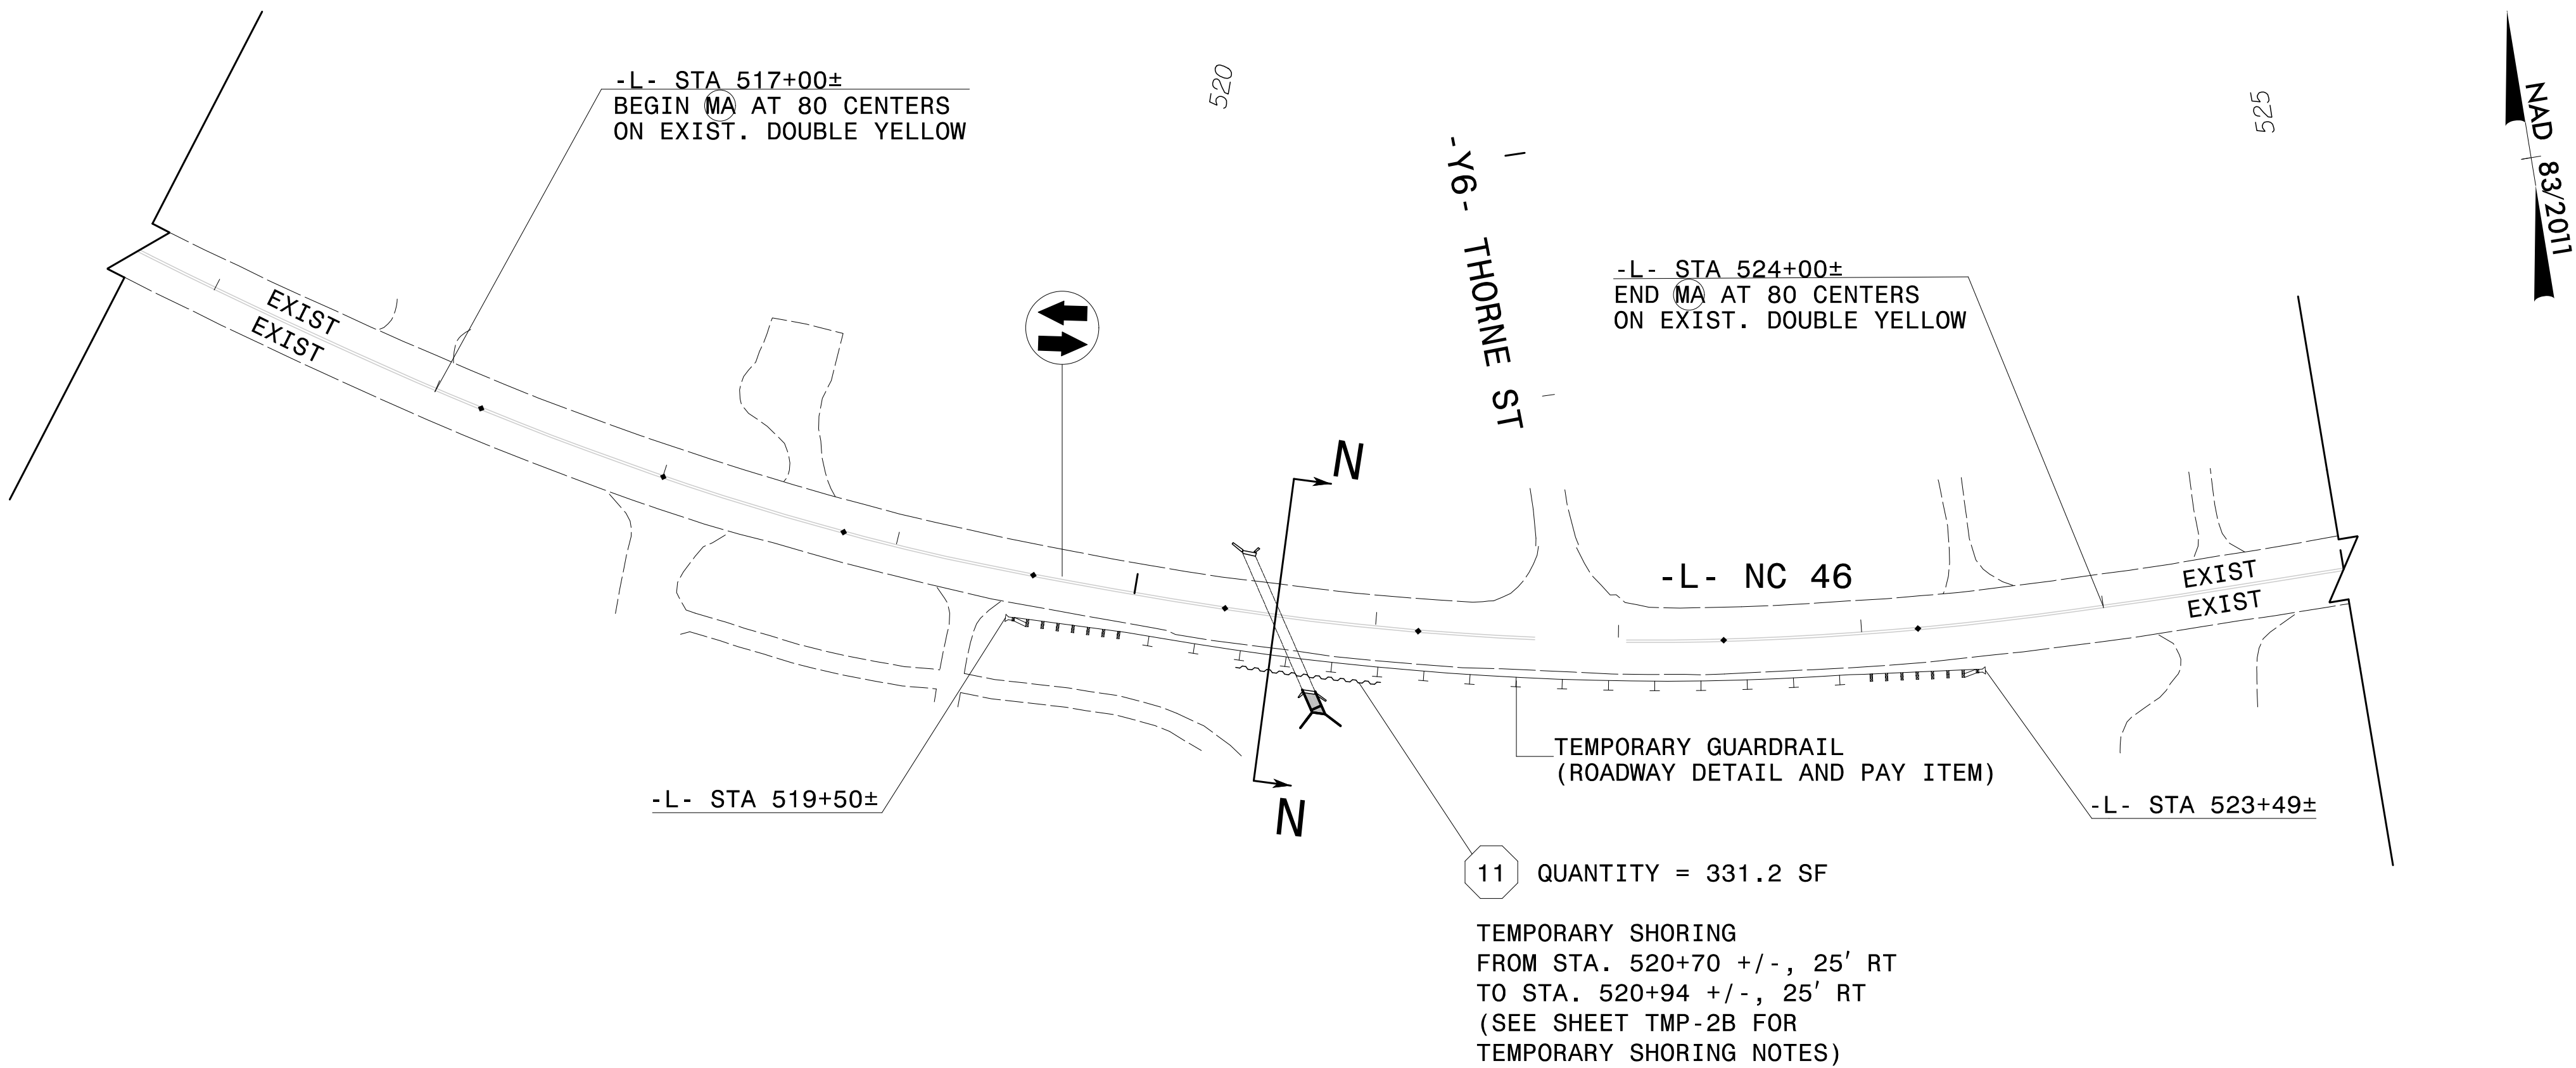 -L- STA 517+00±
BEGIN MA AT 80 CENTERS
ON EXIST. DOUBLE YELLOW
520
525
NAD 83/2011
-Y6- THORNE ST
-L- STA 524+00±
END MA AT 80 CENTERS
ON EXIST. DOUBLE YELLOW
EXIST
EXIST
N
-L- NC 46
EXIST
EXIST
TEMPORARY GUARDRAIL
(ROADWAY DETAIL AND PAY ITEM)
-L- STA 519+50±
N
-L- STA 523+49±
11 QUANTITY = 331.2 SF
TEMPORARY SHORING
FROM STA. 520+70 +/-, 25' RT
TO STA. 520+94 +/-, 25' RT
(SEE SHEET TMP-2B FOR
TEMPORARY SHORING NOTES)